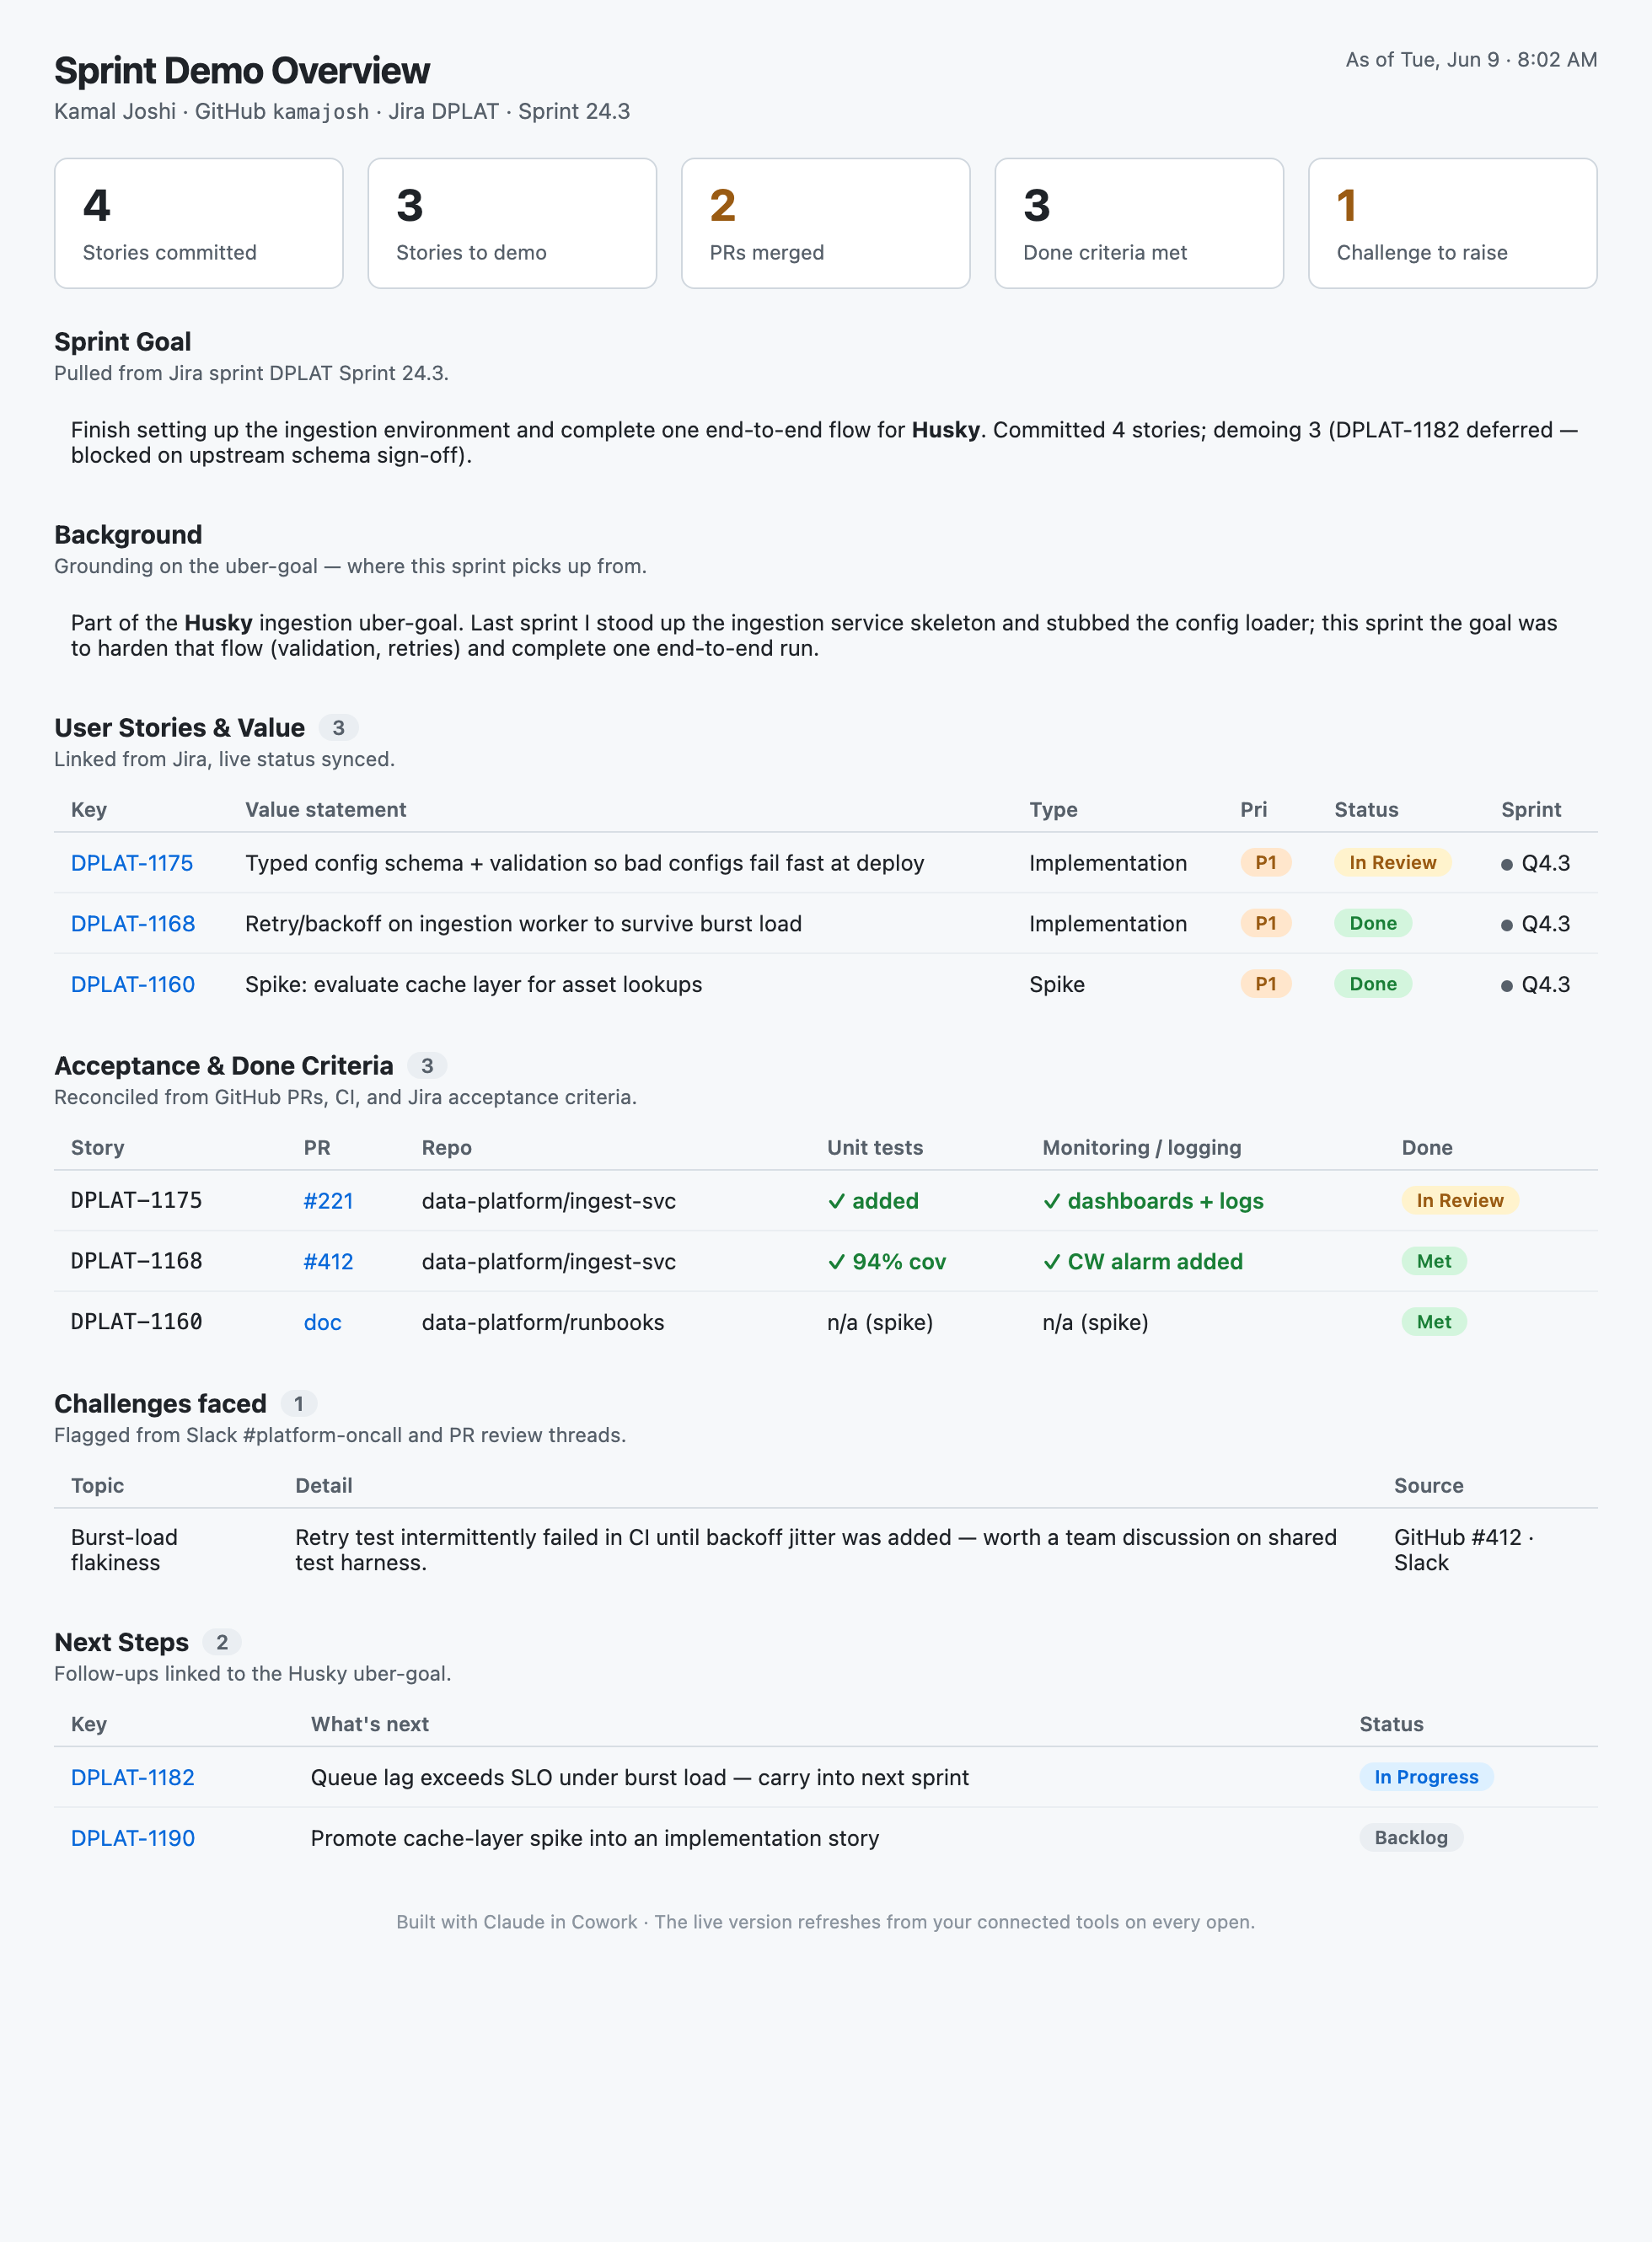 Sprint Demo Overview
As of Tue, Jun 9 · 8:02 AM
Kamal Joshi · GitHub kamajosh · Jira DPLAT · Sprint 24.3
4
Stories committed
3
Stories to demo
2
PRs merged
3
Done criteria met
1
Challenge to raise
Sprint Goal
Pulled from Jira sprint DPLAT Sprint 24.3.
Finish setting up the ingestion environment and complete one end-to-end flow for Husky. Committed 4 stories; demoing 3 (DPLAT-1182 deferred —
blocked on upstream schema sign-off).
Background
Grounding on the uber-goal — where this sprint picks up from.
Part of the Husky ingestion uber-goal. Last sprint I stood up the ingestion service skeleton and stubbed the config loader; this sprint the goal was
to harden that flow (validation, retries) and complete one end-to-end run.
User Stories & Value 3
Linked from Jira, live status synced.
Key Value statement Type Pri Status Sprint
DPLAT-1175 Typed config schema + validation so bad configs fail fast at deploy Implementation P1 In Review ● Q4.3
DPLAT-1168 Retry/backoff on ingestion worker to survive burst load Implementation P1 Done ● Q4.3
DPLAT-1160 Spike: evaluate cache layer for asset lookups Spike P1 Done ● Q4.3
Acceptance & Done Criteria 3
Reconciled from GitHub PRs, CI, and Jira acceptance criteria.
Story PR Repo Unit tests Monitoring / logging Done
DPLAT-1175 #221 data-platform/ingest-svc ✓ added ✓ dashboards + logs In Review
DPLAT-1168 #412 data-platform/ingest-svc ✓ 94% cov ✓ CW alarm added Met
DPLAT-1160 doc data-platform/runbooks n/a (spike) n/a (spike) Met
Challenges faced 1
Flagged from Slack #platform-oncall and PR review threads.
Topic Detail Source
Burst-load Retry test intermittently failed in CI until backoff jitter was added — worth a team discussion on shared GitHub #412 ·
flakiness test harness. Slack
Next Steps 2
Follow-ups linked to the Husky uber-goal.
Key What's next Status
DPLAT-1182 Queue lag exceeds SLO under burst load — carry into next sprint In Progress
DPLAT-1190 Promote cache-layer spike into an implementation story Backlog
Built with Claude in Cowork · The live version refreshes from your connected tools on every open.